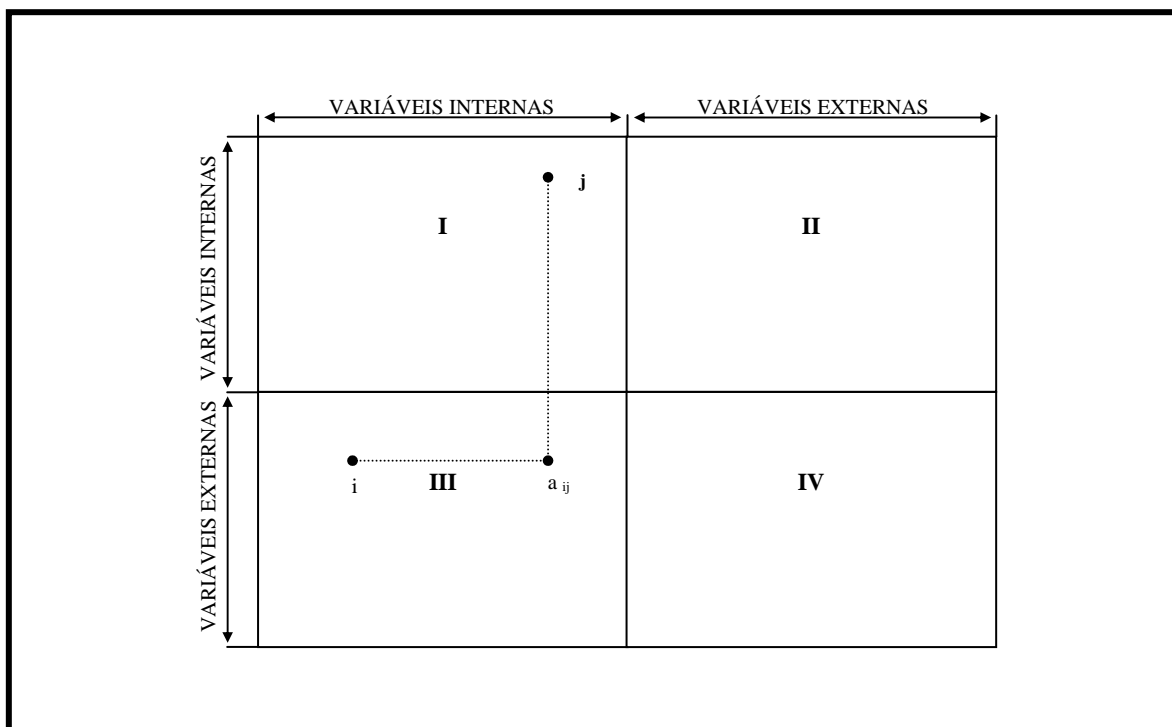 VARIÁVEIS INTERNAS
VARIÁVEIS EXTERNAS
VARIÁVEIS INTERNAS
j
I
II
VARIÁVEIS EXTERNAS
i
III
a ij
IV